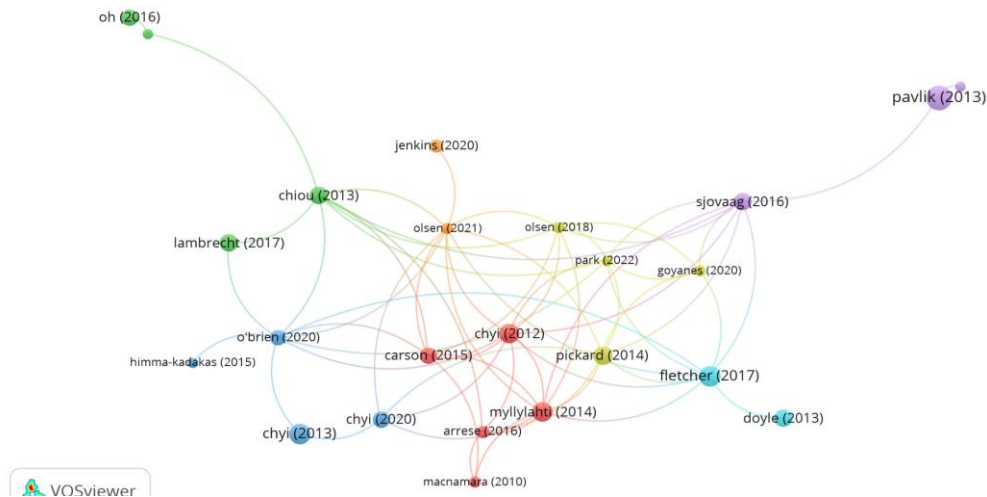 oh (2016)
pavlik (2013)
jenkins (2020)
chiou (2013)
sjovaag (2016)
olsen (2021)
olsen (2018)
lambrecht (2017)
park (2022)
goyanes (2020)
o'brien (2020)
chyi (2012)
himma-kadakas (2015)
carson (2015)
pickard (2014)
fletcher (2017)
myllylahti (2014)
chyi (2020)
doyle (2013)
chyi (2013)
arrese (2016)
macnamara (2010)
VOSviewer